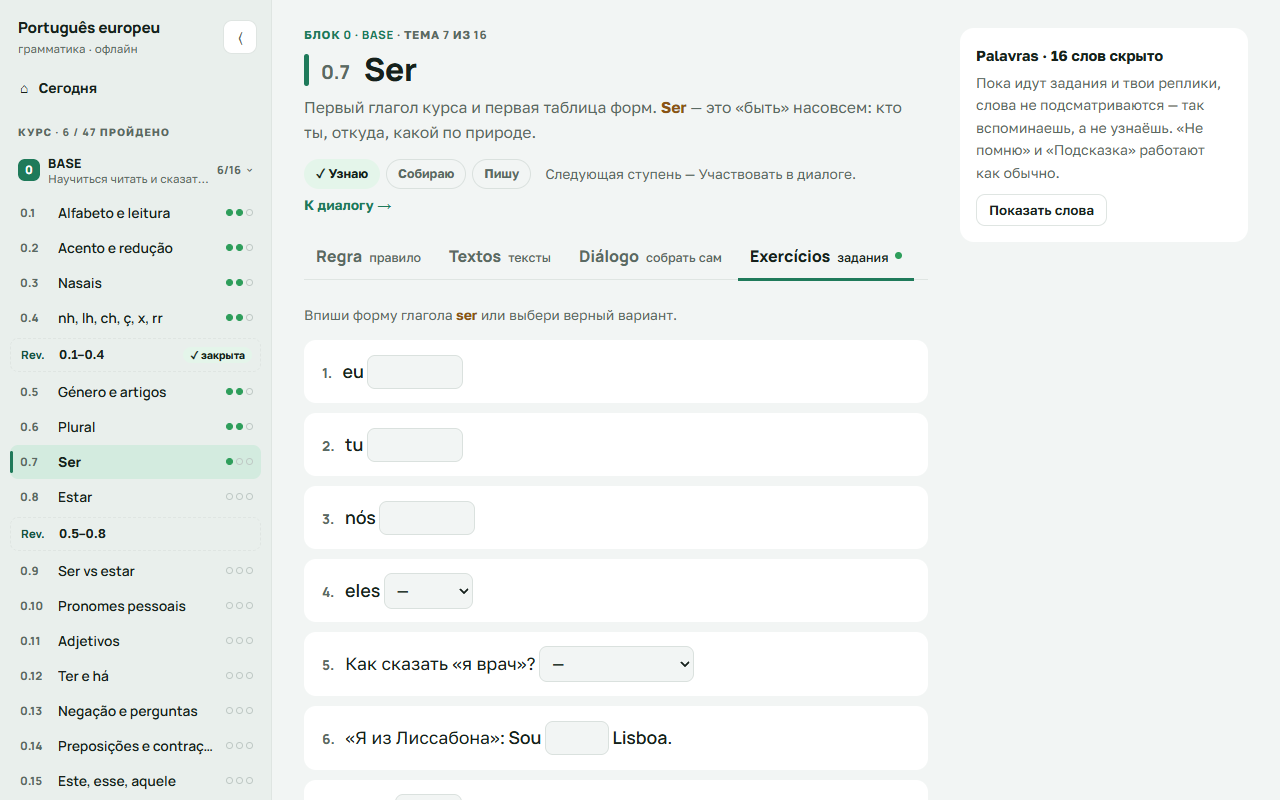 Português europeu
грамматика · офлайн
⌂ Сегодня
КУРС · 6 / 47 ПРОЙДЕНО
0 BASE 6/16
Научиться читать и сказат…
0.1 Alfabeto e leitura
0.2 Acento e redução
0.3 Nasais
0.4 nh, lh, ch, ç, x, rr
Rev. 0.1–0.4 ✓ закрыта
0.5 Género e artigos
0.6 Plural
0.7 Ser
0.8 Estar
Rev. 0.5–0.8
0.9 Ser vs estar
0.10 Pronomes pessoais
0.11 Adjetivos
0.12 Ter e há
0.13 Negação e perguntas
0.14 Preposições e contraç…
0.15 Este, esse, aquele
БЛОК 0 · BASE · ТЕМА 7 ИЗ 16
0.7 Ser
Первый глагол курса и первая таблица форм. Ser — это «быть» насовсем: кто
ты, откуда, какой по природе.
✓ Узнаю Собираю Пишу Следующая ступень — Участвовать в диалоге.
К диалогу →
Regra правило Textos тексты Diálogo собрать сам Exercícios задания
Впиши форму глагола ser или выбери верный вариант.
1. eu
2. tu
3. nós
4. eles —
5. Как сказать «я врач»? —
6. «Я из Лиссабона»: Sou Lisboa.
Palavras · 16 слов скрыто
Пока идут задания и твои реплики,
слова не подсматриваются — так
вспоминаешь, а не узнаёшь. «Не
помню» и «Подсказка» работают
как обычно.
Показать слова